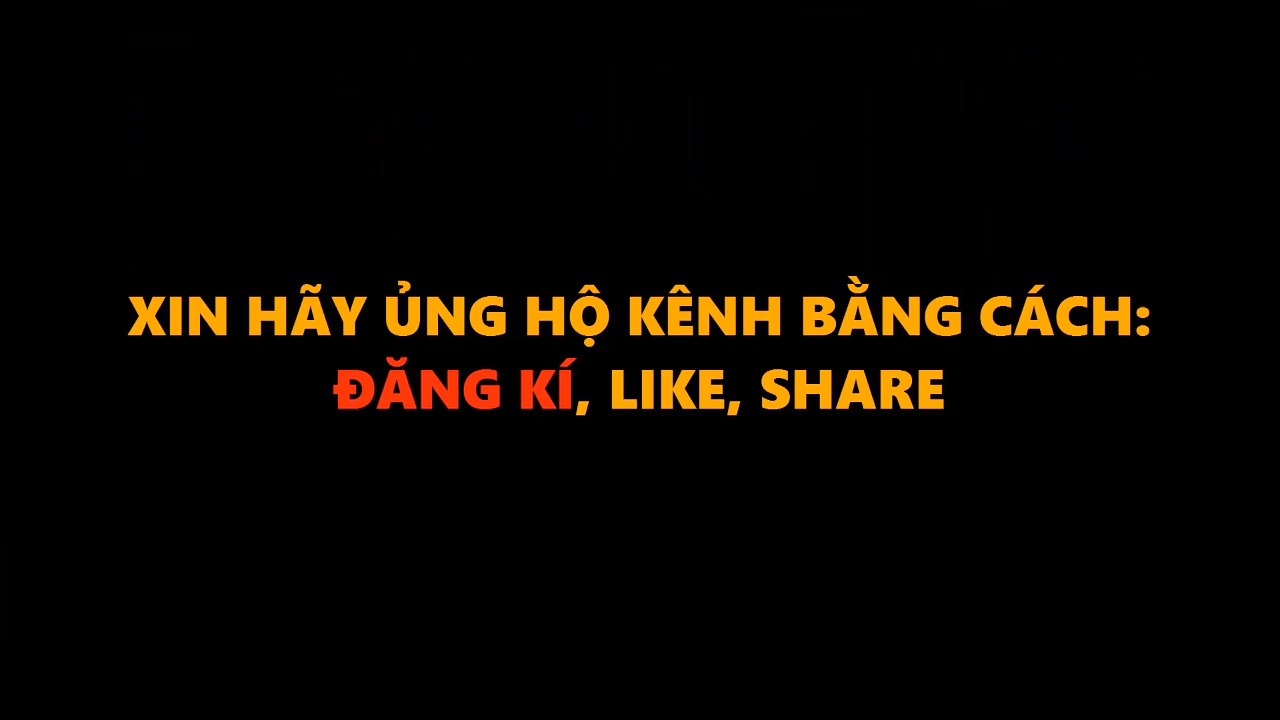 XIN HÃY ỦNG HỘ KÊNH BẰNG CÁCH:
ĐĂNG KÍ, LIKE, SHARE